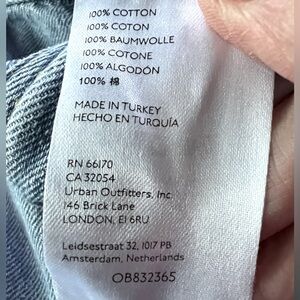 100% COTTON
100% COTON
100% BAUMWOLLE
100% COTONE
100% ALGODÓN
100% 棉
MADE IN TURKEY
HECHO EN TURQUÍA
RN 66170
CA 32054
Urban Outfitters, Inc
146 Brick Lane
LONDON, E1 6RU
Leidsestraat 32, 1017 PB
Amsterdam, Netherlands
OB832365